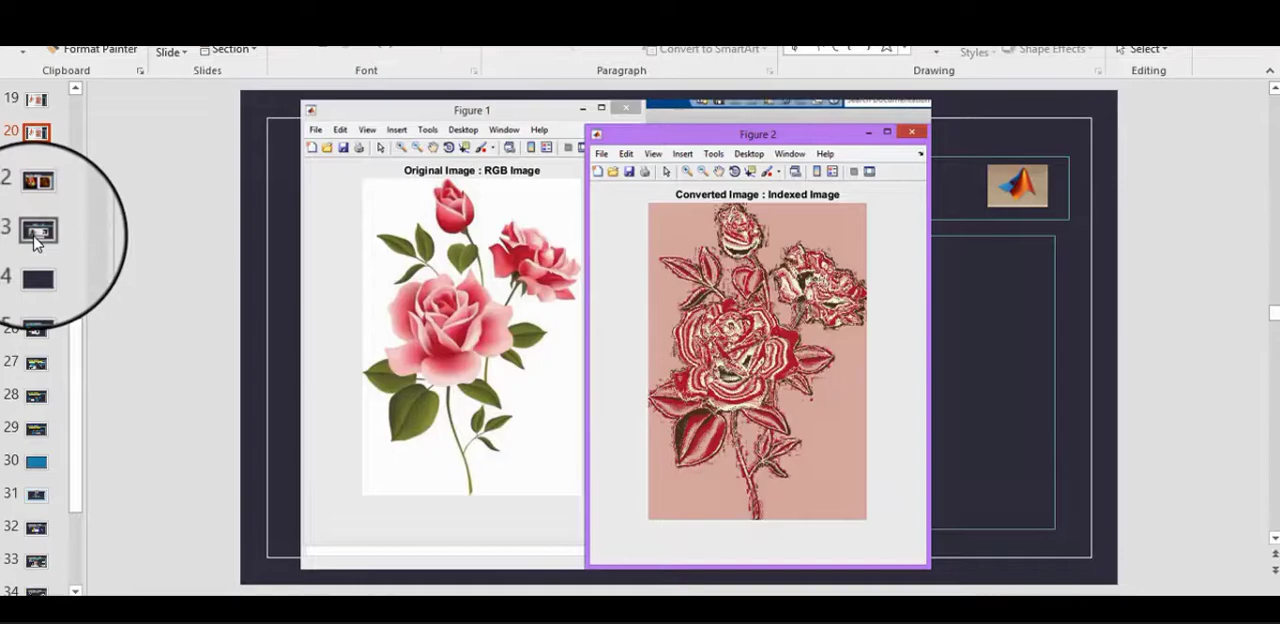 Format Painter
Slide
Section
Convert to SmartArt
Styles
Shape Effects
Select
Clipboard
Slides
Font
Paragraph
Drawing
Editing
19
20
2
3
4
27
28
29
30
31
32
33
34
Figure 1
File Edit View Insert Tools Desktop Window Help
Original Image : RGB Image
Figure 2
File Edit View Insert Tools Desktop Window Help
Converted Image : Indexed Image